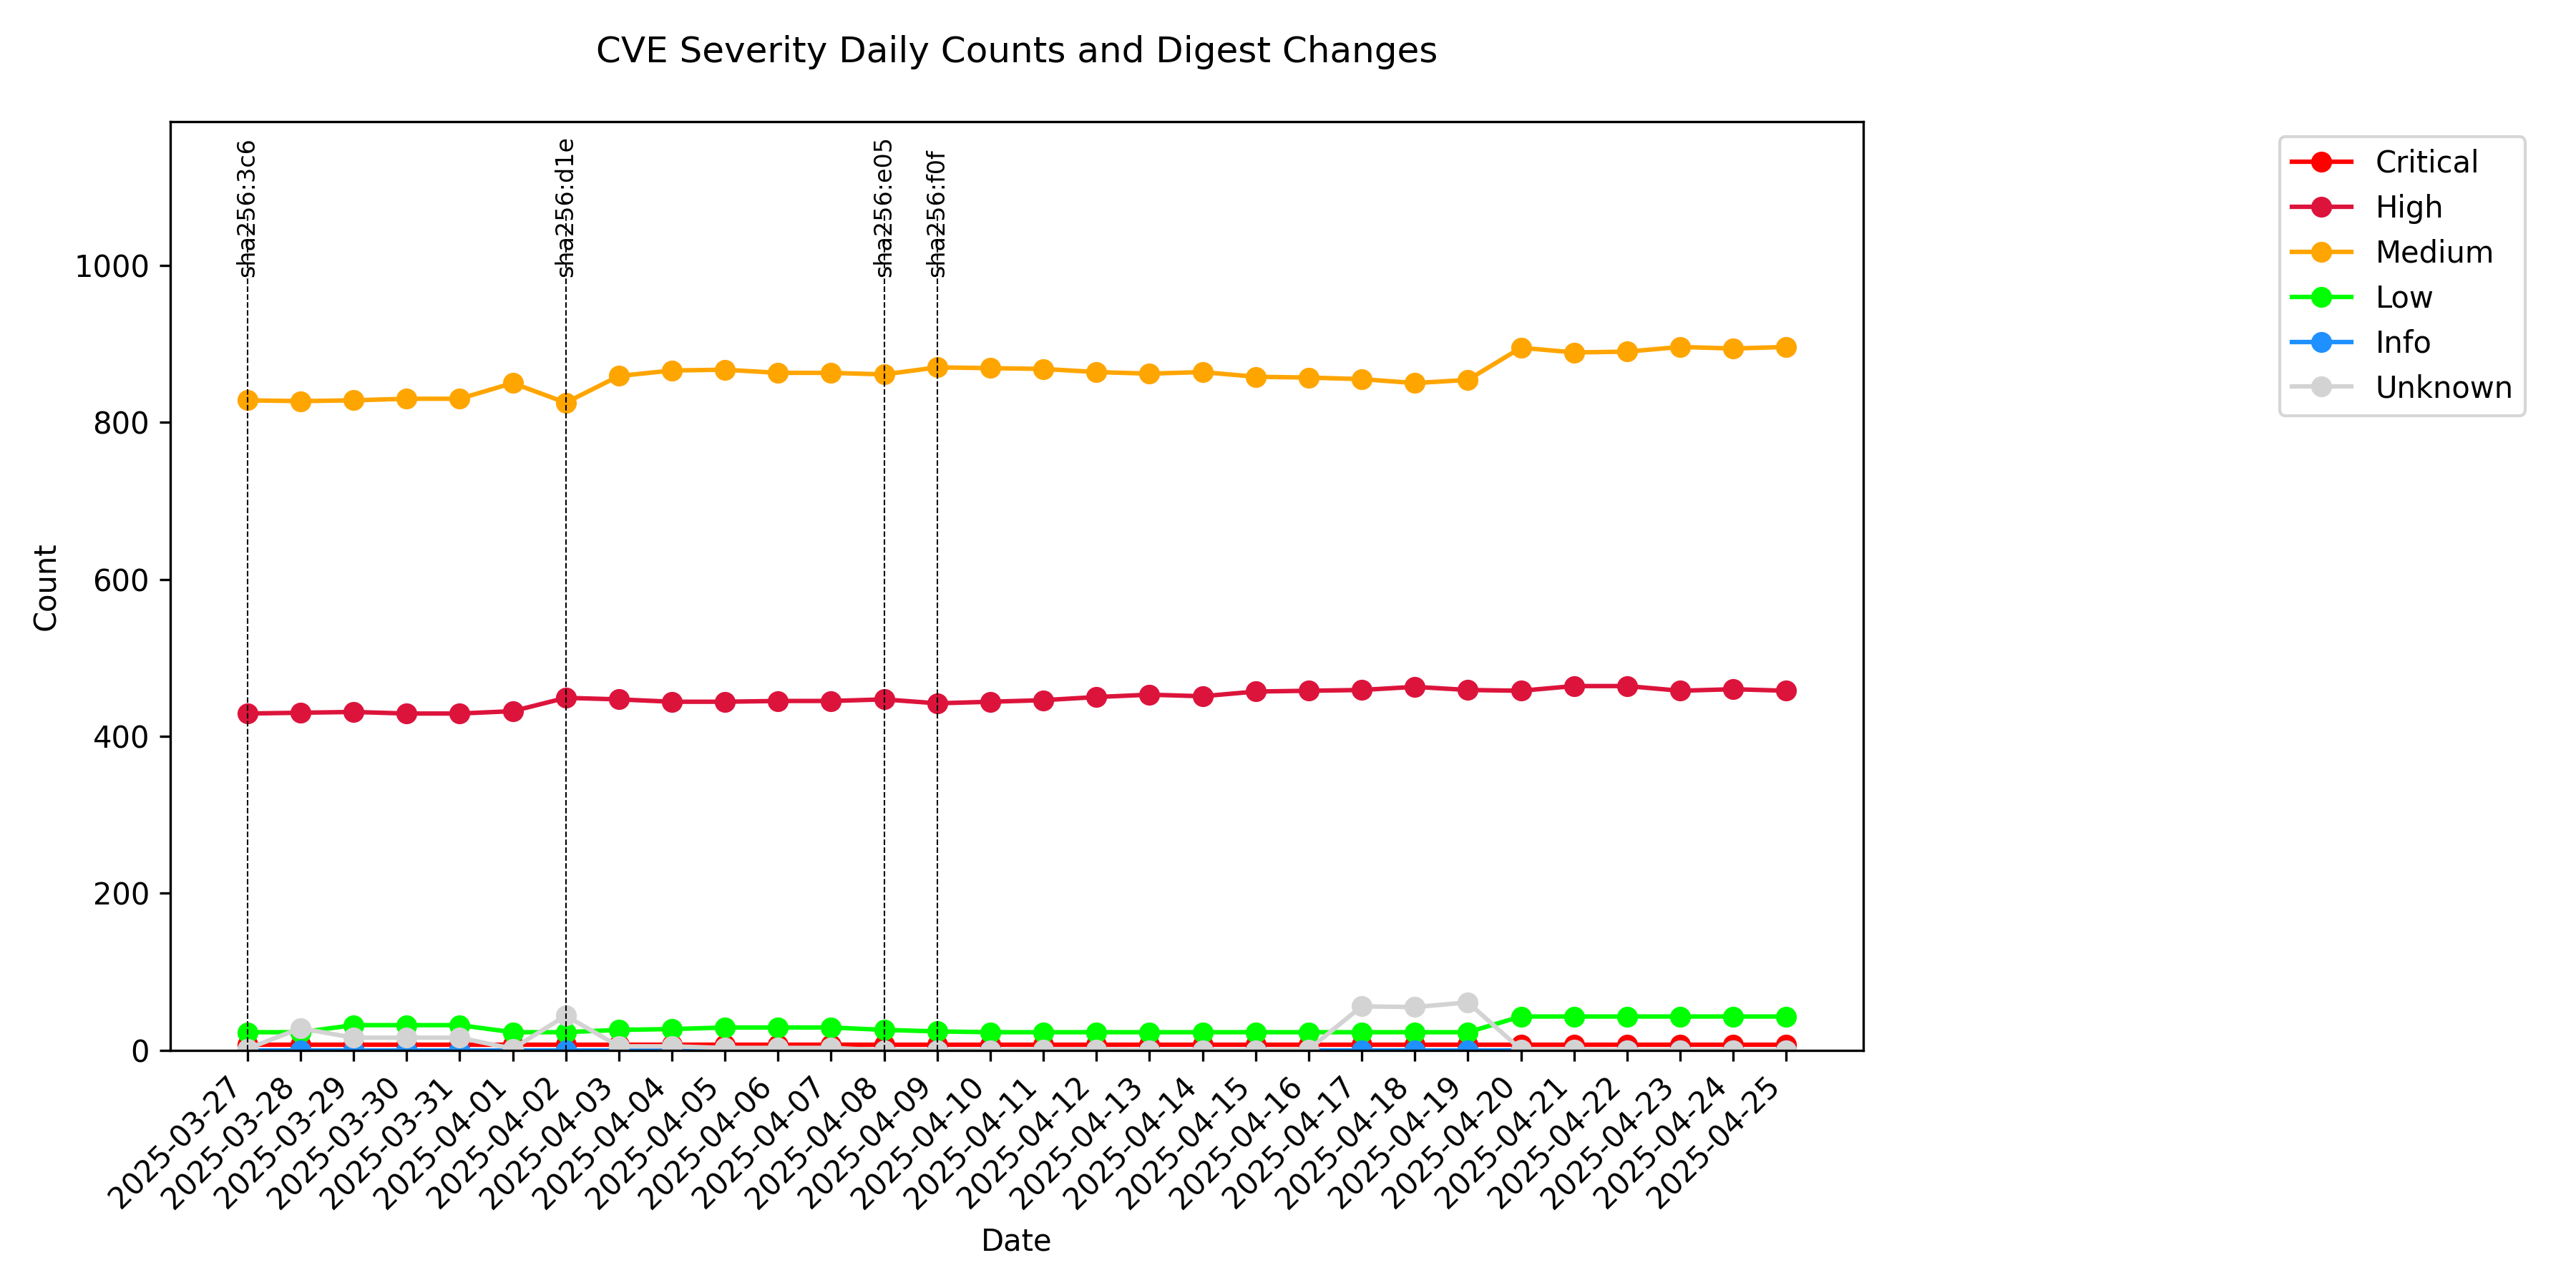 CVE Severity Daily Counts and Digest Changes
sha256:3c6
sha256:d1e
sha256:e05
sha256:f0f
Critical
High
Medium
Low
Info
Unknown
1000
800
600
400
200
0
Count
2025-03-27
2025-03-28
2025-03-29
2025-03-30
2025-03-31
2025-04-01
2025-04-02
2025-04-03
2025-04-04
2025-04-05
2025-04-06
2025-04-07
2025-04-08
2025-04-09
2025-04-10
2025-04-11
2025-04-12
2025-04-13
2025-04-14
2025-04-15
2025-04-16
2025-04-17
2025-04-18
2025-04-19
2025-04-20
2025-04-21
2025-04-22
2025-04-23
2025-04-24
2025-04-25
Date